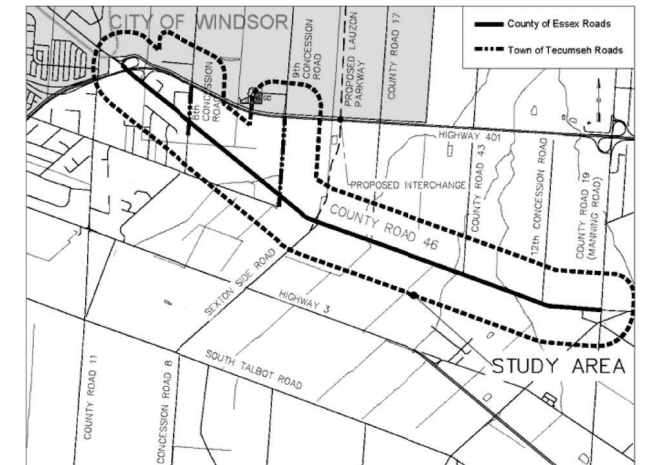 CITY OF WINDSOR
County of Essex Roads
Town of Tecumseh Roads
8th
CONCESSION
ROAD
9th
CONCESSION
ROAD
PROPOSED LAUZON
PARKWAY
COUNTY ROAD 17
HIGHWAY 401
PROPOSED INTERCHANGE
COUNTY ROAD 43
12th CONCESSION ROAD
COUNTY ROAD 19
(MANNING ROAD)
COUNTY ROAD 46
SEXTON SIDE ROAD
HIGHWAY 3
STUDY AREA
SOUTH TALBOT ROAD
COUNTY ROAD 11
CONCESSION ROAD 8